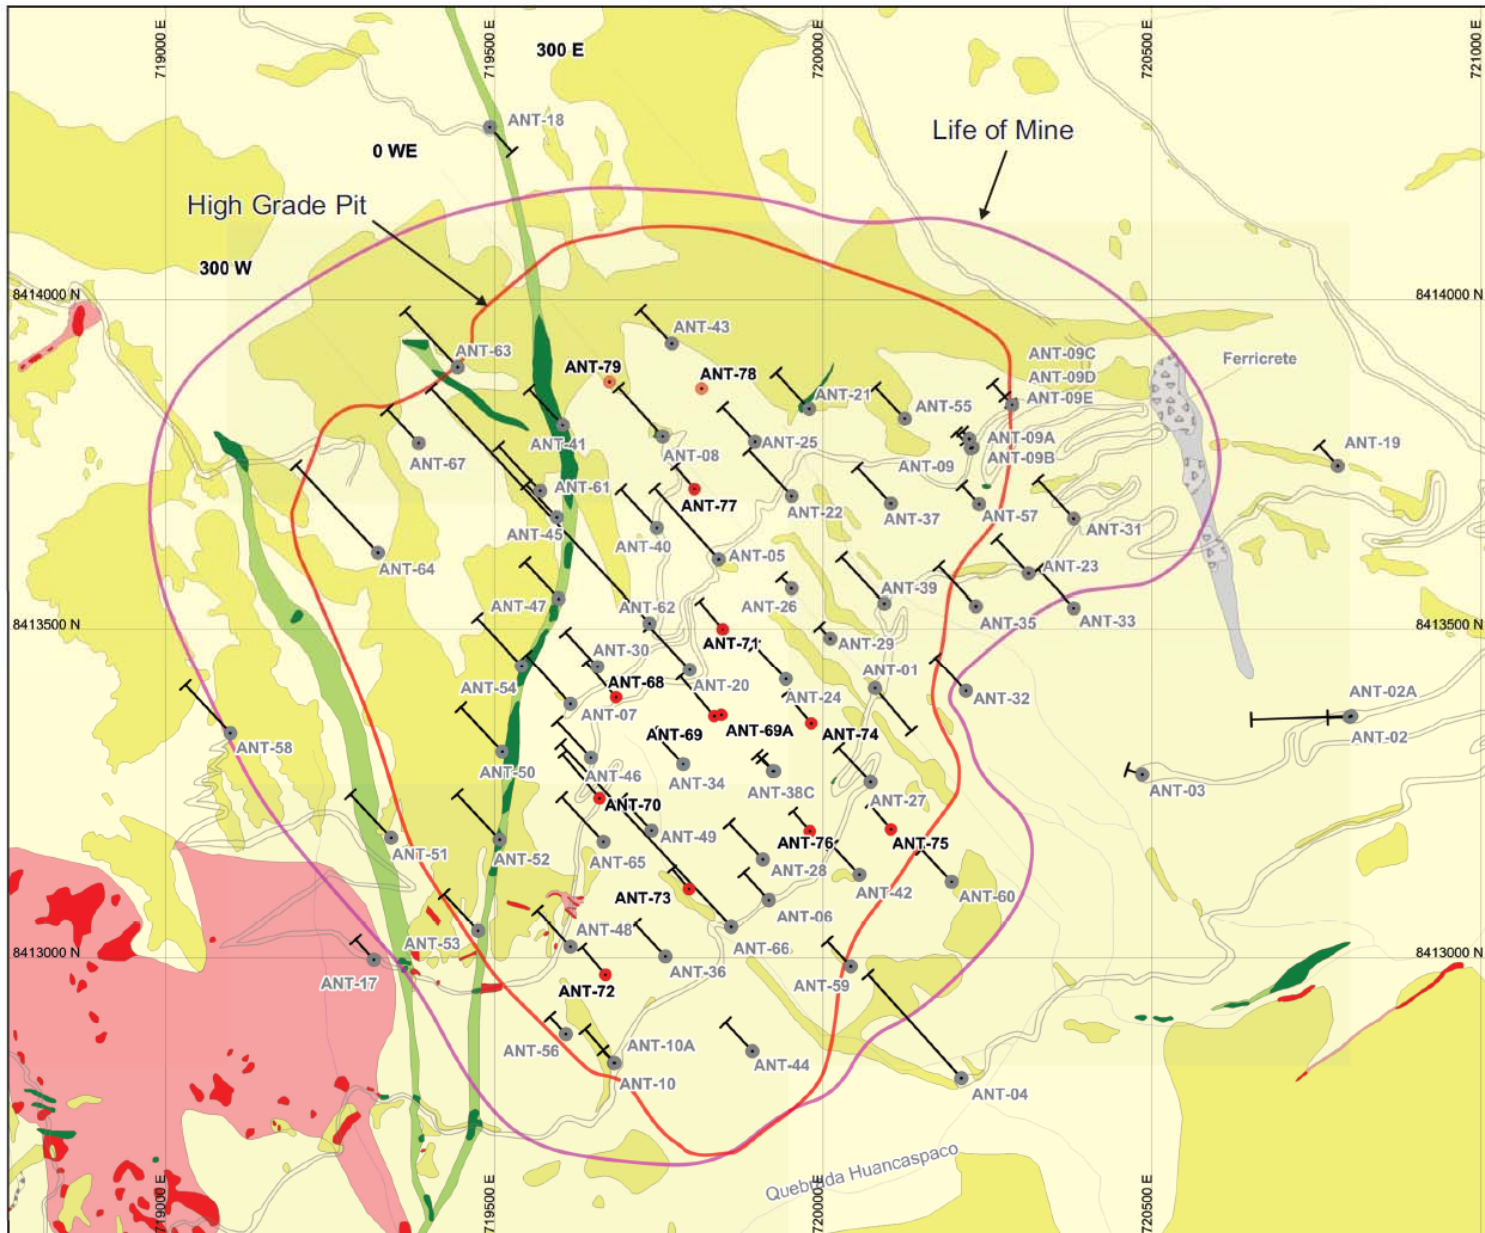 719000 E
719500 E
720000 E
720500 E
721000 E
300 E
ANT-18
Life of Mine
0 WE
High Grade Pit
300 W
8414000 N
8414000 N
ANT-43
ANT-63
ANT-09C
Ferricrete
ANT-79
ANT-78
ANT-09D
ANT-21
ANT-09E
ANT-55
ANT-41
ANT-25
ANT-09A
ANT-19
ANT-67
ANT-08
ANT-09
ANT-09B
ANT-61
ANT-77
ANT-22
ANT-37
ANT-57
ANT-31
ANT-45
ANT-40
ANT-05
ANT-64
ANT-23
ANT-39
ANT-47
ANT-62
ANT-26
8413500 N
8413500 N
ANT-35
ANT-33
ANT-71
ANT-29
ANT-30
ANT-01
ANT-68
ANT-20
ANT-54
ANT-24
ANT-32
ANT-02A
ANT-07
ANT-69
ANT-69A
ANT-74
ANT-02
ANT-58
ANT-50
ANT-46
ANT-34
ANT-38C
ANT-27
ANT-03
ANT-70
ANT-51
ANT-52
ANT-49
ANT-76
ANT-75
ANT-65
ANT-28
ANT-73
ANT-42
ANT-60
ANT-06
ANT-53
ANT-48
ANT-66
8413000 N
8413000 N
ANT-36
ANT-17
ANT-59
ANT-72
ANT-56
ANT-10A
ANT-44
ANT-10
ANT-04
Quebrada Huancaspaco
719000 E
719500 E
720000 E
720500 E